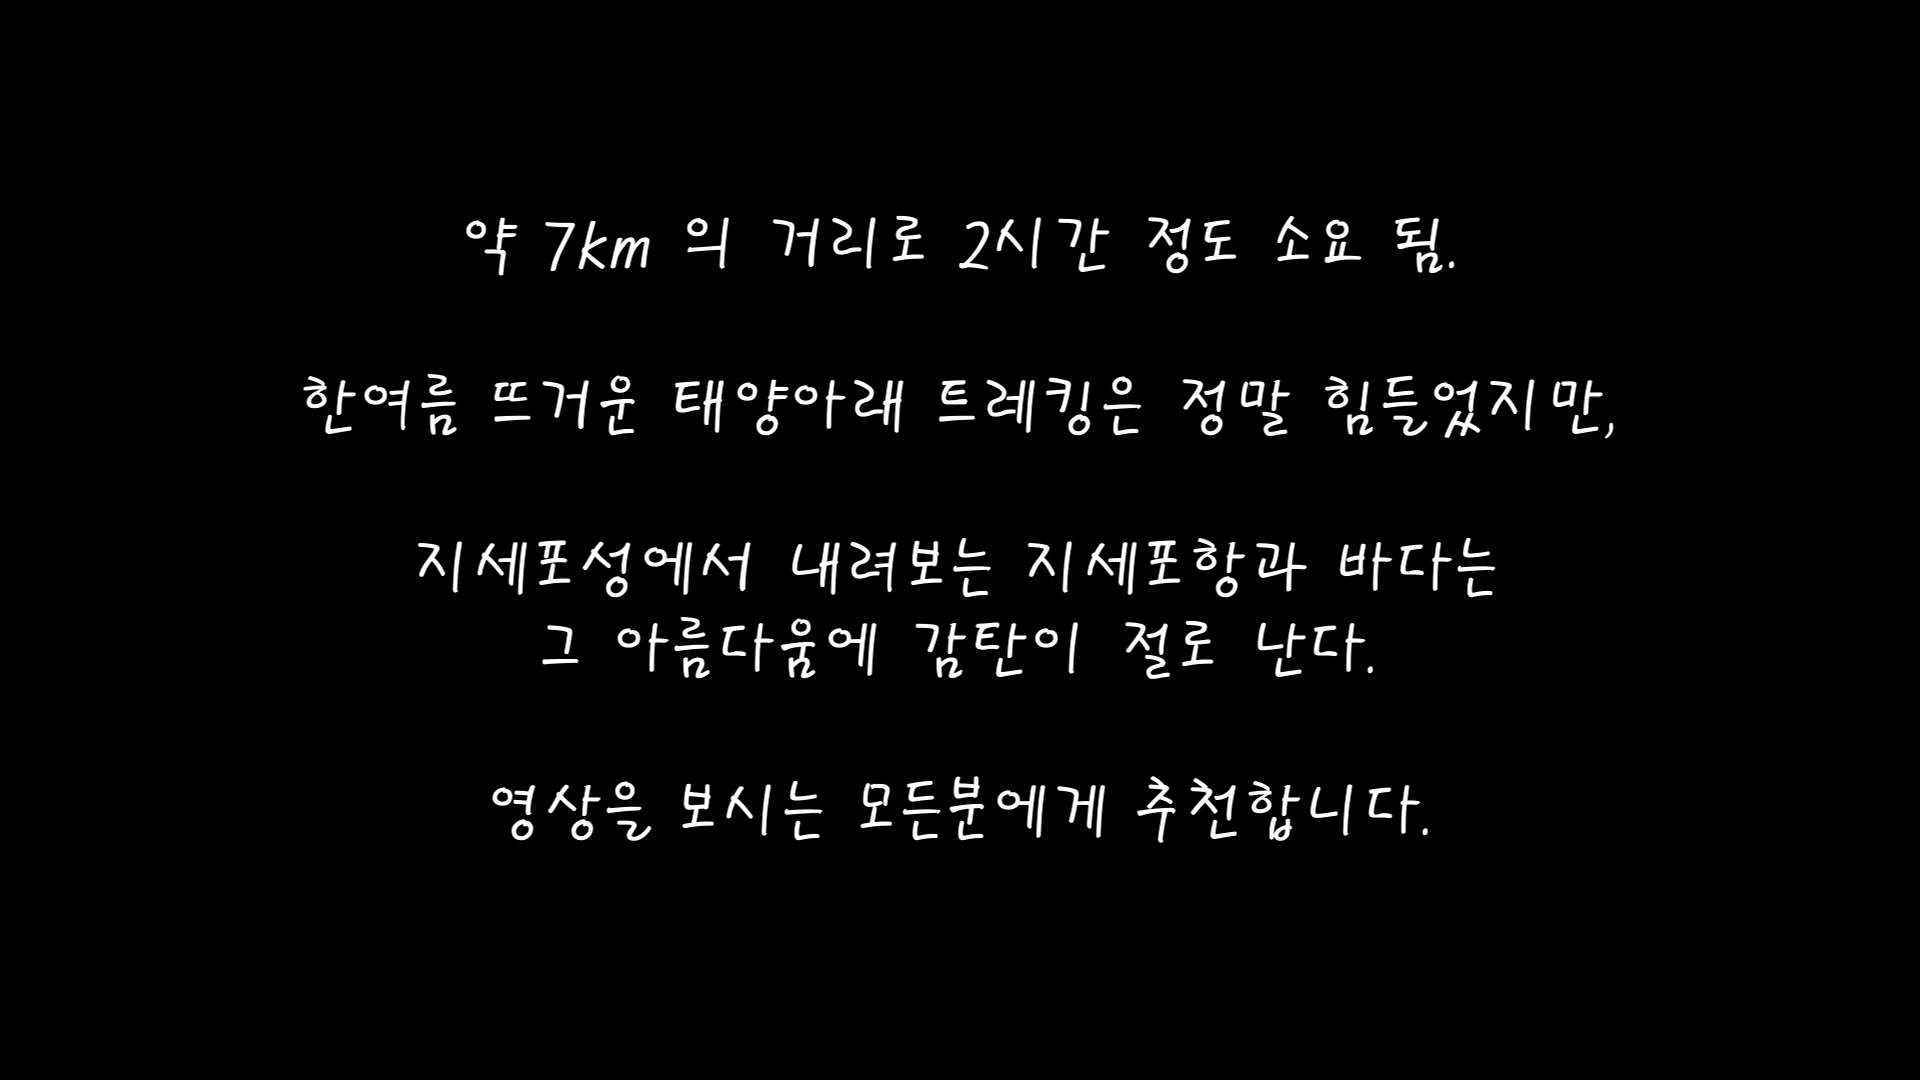 약 7km 의 거리로 2시간 정도 소요 됨.
한여름 뜨거운 태양아래 트레킹은 정말 힘들었지만,
지세포성에서 내려보는 지세포항과 바다는
그 아름다움에 감탄이 절로 난다.
영상을 보시는 모든분에게 추천합니다.